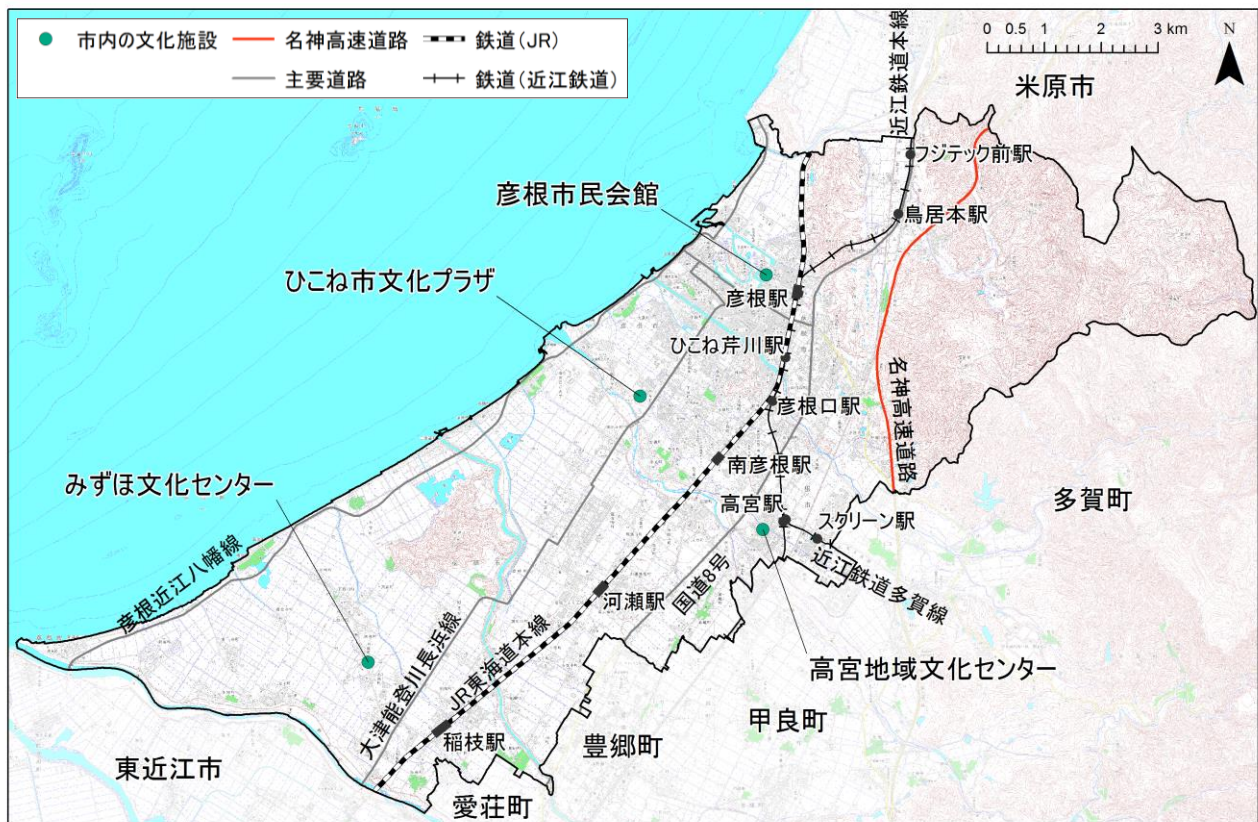 市内の文化施設
名神高速道路
鉄道(JR)
主要道路
鉄道(近江鉄道)
0 0.5 1 2 3 km
N
近江鉄道本線
米原市
フジテック前駅
彦根市民会館
鳥居本駅
ひこね市文化プラザ
彦根駅
ひこね芹川駅
名神高速道路
彦根口駅
みずほ文化センター
南彦根駅
多賀町
高宮駅
スクリーン駅
彦根近江八幡線
近江鉄道多賀線
国道8号
河瀬駅
大津能登川長浜線
JR東海道本線
高宮地域文化センター
甲良町
稲枝駅
豊郷町
東近江市
愛荘町